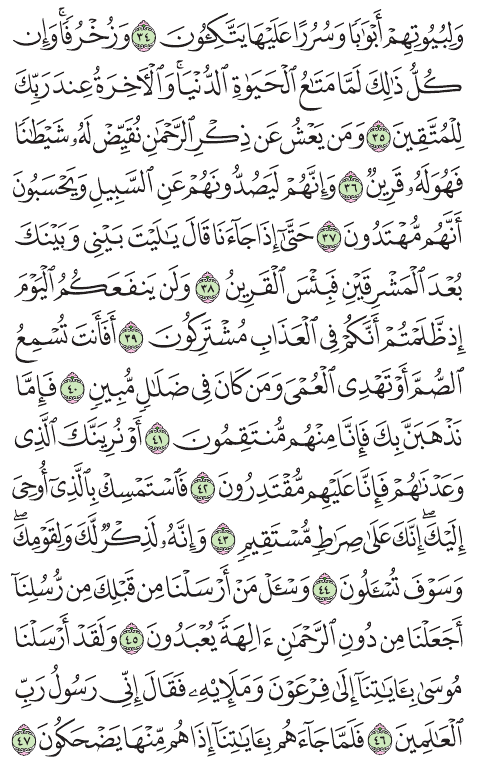 وَلِبُيُوتِهِمْ أَبْوَٰبًا وَسُرُرًا عَلَيْهَا يَتَّكِـُٔونَ ٣٤ وَزُخْرُفًا ۚ وَإِن
كُلُّ ذَٰلِكَ لَمَّا مَتَـٰعُ ٱلْحَيَوٰةِ ٱلدُّنْيَا ۚ وَٱلْـَٔاخِرَةُ عِندَ رَبِّكَ
لِلْمُتَّقِينَ ٣٥ وَمَن يَعْشُ عَن ذِكْرِ ٱلرَّحْمَـٰنِ نُقَيِّضْ لَهُۥ شَيْطَـٰنًا
فَهُوَ لَهُۥ قَرِينٌ ٣٦ وَإِنَّهُمْ لَيَصُدُّونَهُمْ عَنِ ٱلسَّبِيلِ وَيَحْسَبُونَ
أَنَّهُم مُّهْتَدُونَ ٣٧ حَتَّىٰٓ إِذَا جَآءَنَا قَالَ يَـٰلَيْتَ بَيْنِى وَبَيْنَكَ
بُعْدَ ٱلْمَشْرِقَيْنِ فَبِئْسَ ٱلْقَرِينُ ٣٨ وَلَن يَنفَعَكُمُ ٱلْيَوْمَ
إِذ ظَّلَمْتُمْ أَنَّكُمْ فِى ٱلْعَذَابِ مُشْتَرِكُونَ ٣٩ أَفَأَنتَ تُسْمِعُ
ٱلصُّمَّ أَوْ تَهْدِى ٱلْعُمْىَ وَمَن كَانَ فِى ضَلَـٰلٍ مُّبِينٍ ٤٠ فَإِمَّا
نَذْهَبَنَّ بِكَ فَإِنَّا مِنْهُم مُّنتَقِمُونَ ٤١ أَوْ نُرِيَنَّكَ ٱلَّذِى
وَعَدْنَـٰهُمْ فَإِنَّا عَلَيْهِم مُّقْتَدِرُونَ ٤٢ فَٱسْتَمْسِكْ بِٱلَّذِىٓ أُوحِىَ
إِلَيْكَ ۖ إِنَّكَ عَلَىٰ صِرَٰطٍ مُّسْتَقِيمٍ ٤٣ وَإِنَّهُۥ لَذِكْرٌ لَّكَ وَلِقَوْمِكَ ۖ
وَسَوْفَ تُسْـَٔلُونَ ٤٤ وَسْـَٔلْ مَنْ أَرْسَلْنَا مِن قَبْلِكَ مِن رُّسُلِنَآ
أَجَعَلْنَا مِن دُونِ ٱلرَّحْمَـٰنِ ءَالِهَةً يُعْبَدُونَ ٤٥ وَلَقَدْ أَرْسَلْنَا
مُوسَىٰ بِـَٔايَـٰتِنَآ إِلَىٰ فِرْعَوْنَ وَمَلَإِي۟هِۦ فَقَالَ إِنِّى رَسُولُ رَبِّ
ٱلْعَـٰلَمِينَ ٤٦ فَلَمَّا جَآءَهُم بِـَٔايَـٰتِنَآ إِذَا هُم مِّنْهَا يَضْحَكُونَ ٤٧